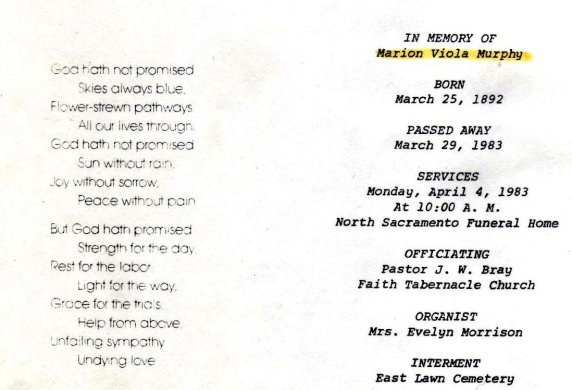 God hath not promised
Skies always blue,
Flower-strewn pathways
All our lives through.
God hath not promised
Sun without rain,
Joy without sorrow,
Peace without pain
But God hath promised
Strength for the day,
Rest for the labor
Light for the way,
Grace for the trials,
Help from above,
Unfailing sympathy
Undying love
IN MEMORY OF
Marion Viola Murphy
BORN
March 25, 1892
PASSED AWAY
March 29, 1983
SERVICES
Monday, April 4, 1983
At 10:00 A. M.
North Sacramento Funeral Home
OFFICIATING
Pastor J. W. Bray
Faith Tabernacle Church
ORGANIST
Mrs. Evelyn Morrison
INTERMENT
East Lawn Cemetery